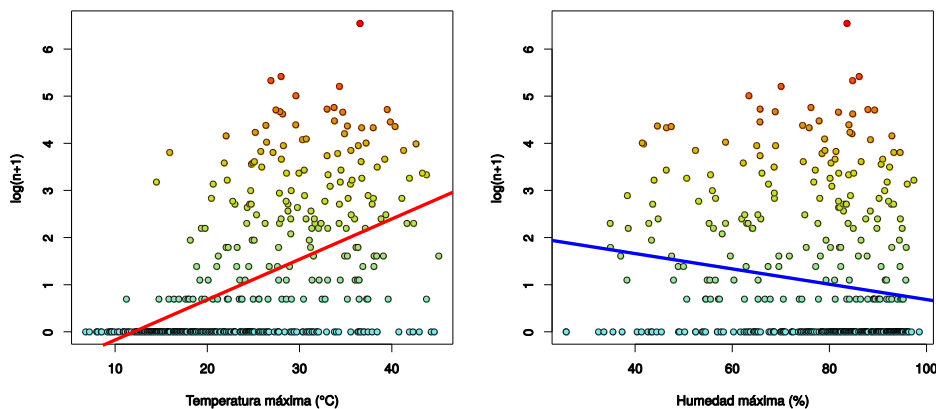 log(n+1)
0 1 2 3 4 5 6
10 20 30 40
Temperatura máxima (°C)
log(n+1)
0 1 2 3 4 5 6
40 60 80 100
Humedad máxima (%)